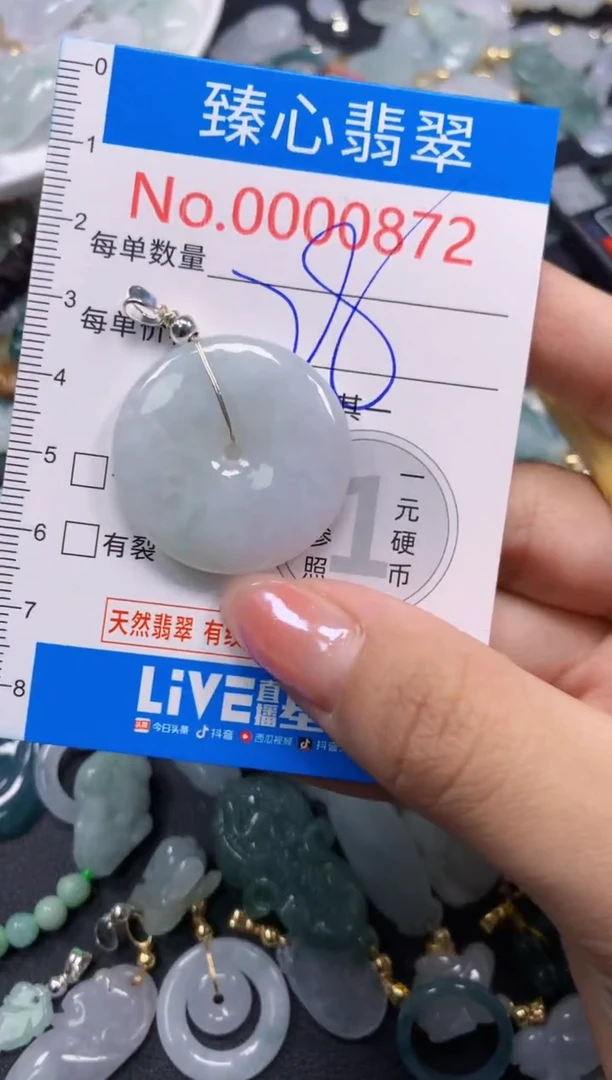 臻心翡翠
No.0000872
每单数量
每单价
其一
一元硬币
1
参照
有裂
天然翡翠 有纹
LiVE直播
今日头条 抖音 西瓜视频 抖音
0
1
2
3
4
5
6
7
8